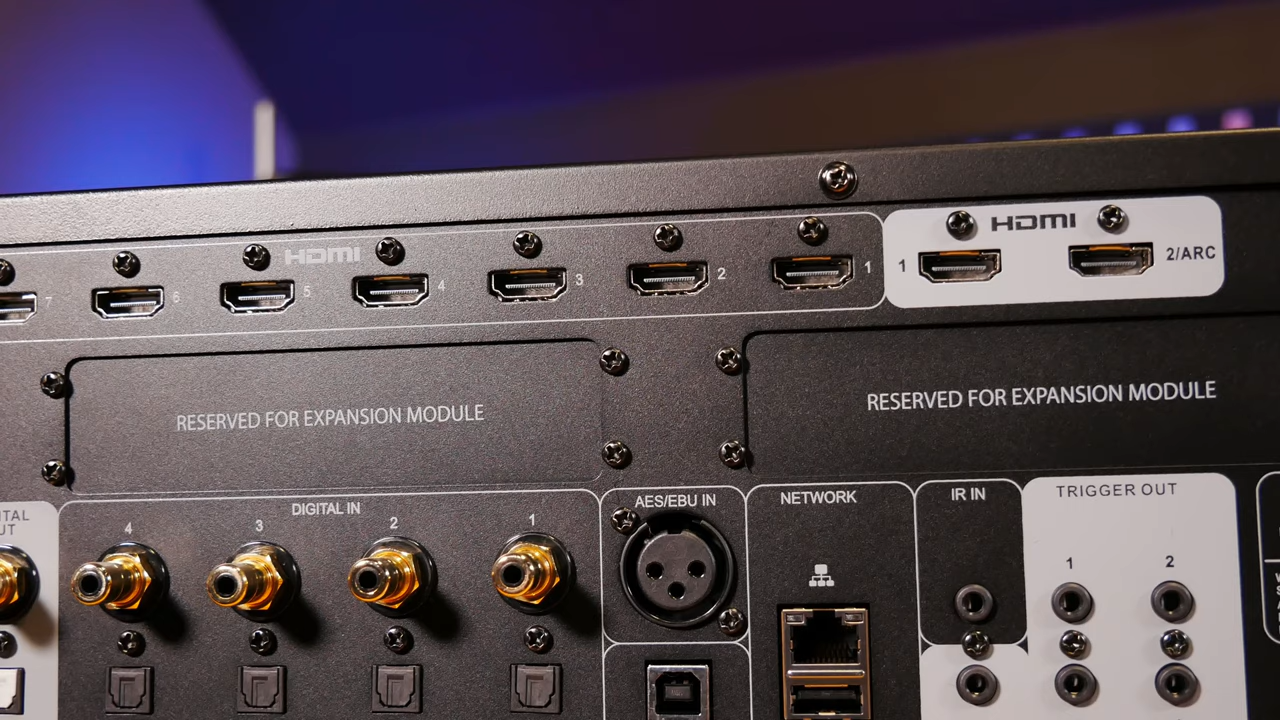 HDMI
HDMI
7
6
5
4
3
2
1
1
2/ARC
RESERVED FOR EXPANSION MODULE
RESERVED FOR EXPANSION MODULE
DIGITAL IN
4
3
2
1
AES/EBU IN
NETWORK
IR IN
TRIGGER OUT
1
2